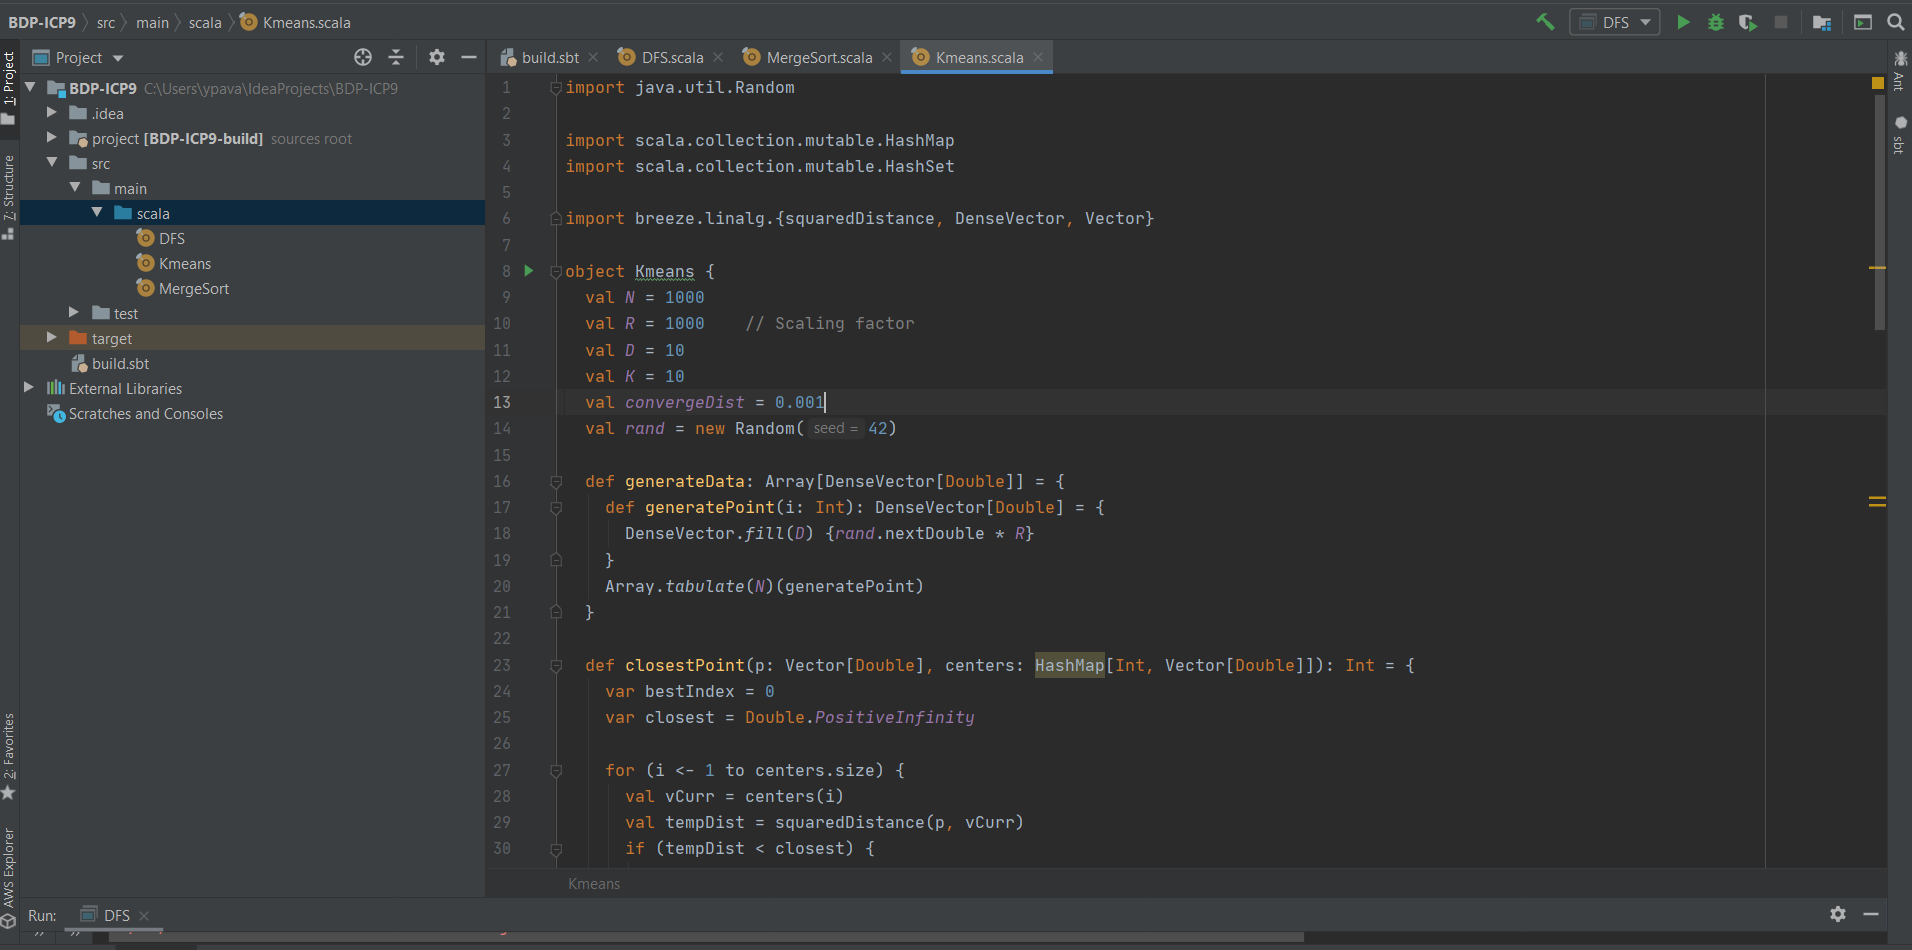 BDP-ICP9 src main scala Kmeans.scala
DFS
Project
build.sbt DFS.scala MergeSort.scala Kmeans.scala
1: Project
7: Structure
2: Favorites
AWS Explorer
BDP-ICP9 C:\Users\ypava\IdeaProjects\BDP-ICP9
.idea
project [BDP-ICP9-build] sources root
src
main
scala
DFS
Kmeans
MergeSort
test
target
build.sbt
External Libraries
Scratches and Consoles
1 import java.util.Random
2
3 import scala.collection.mutable.HashMap
4 import scala.collection.mutable.HashSet
5
6 import breeze.linalg.{squaredDistance, DenseVector, Vector}
7
8 object Kmeans {
9 val N = 1000
10 val R = 1000 // Scaling factor
11 val D = 10
12 val K = 10
13 val convergeDist = 0.001
14 val rand = new Random( seed = 42)
15
16 def generateData: Array[DenseVector[Double]] = {
17 def generatePoint(i: Int): DenseVector[Double] = {
18 DenseVector.fill(D) {rand.nextDouble * R}
19 }
20 Array.tabulate(N)(generatePoint)
21 }
22
23 def closestPoint(p: Vector[Double], centers: HashMap[Int, Vector[Double]]): Int = {
24 var bestIndex = 0
25 var closest = Double.PositiveInfinity
26
27 for (i <- 1 to centers.size) {
28 val vCurr = centers(i)
29 val tempDist = squaredDistance(p, vCurr)
30 if (tempDist < closest) {
Kmeans
Ant
sbt
Run: DFS